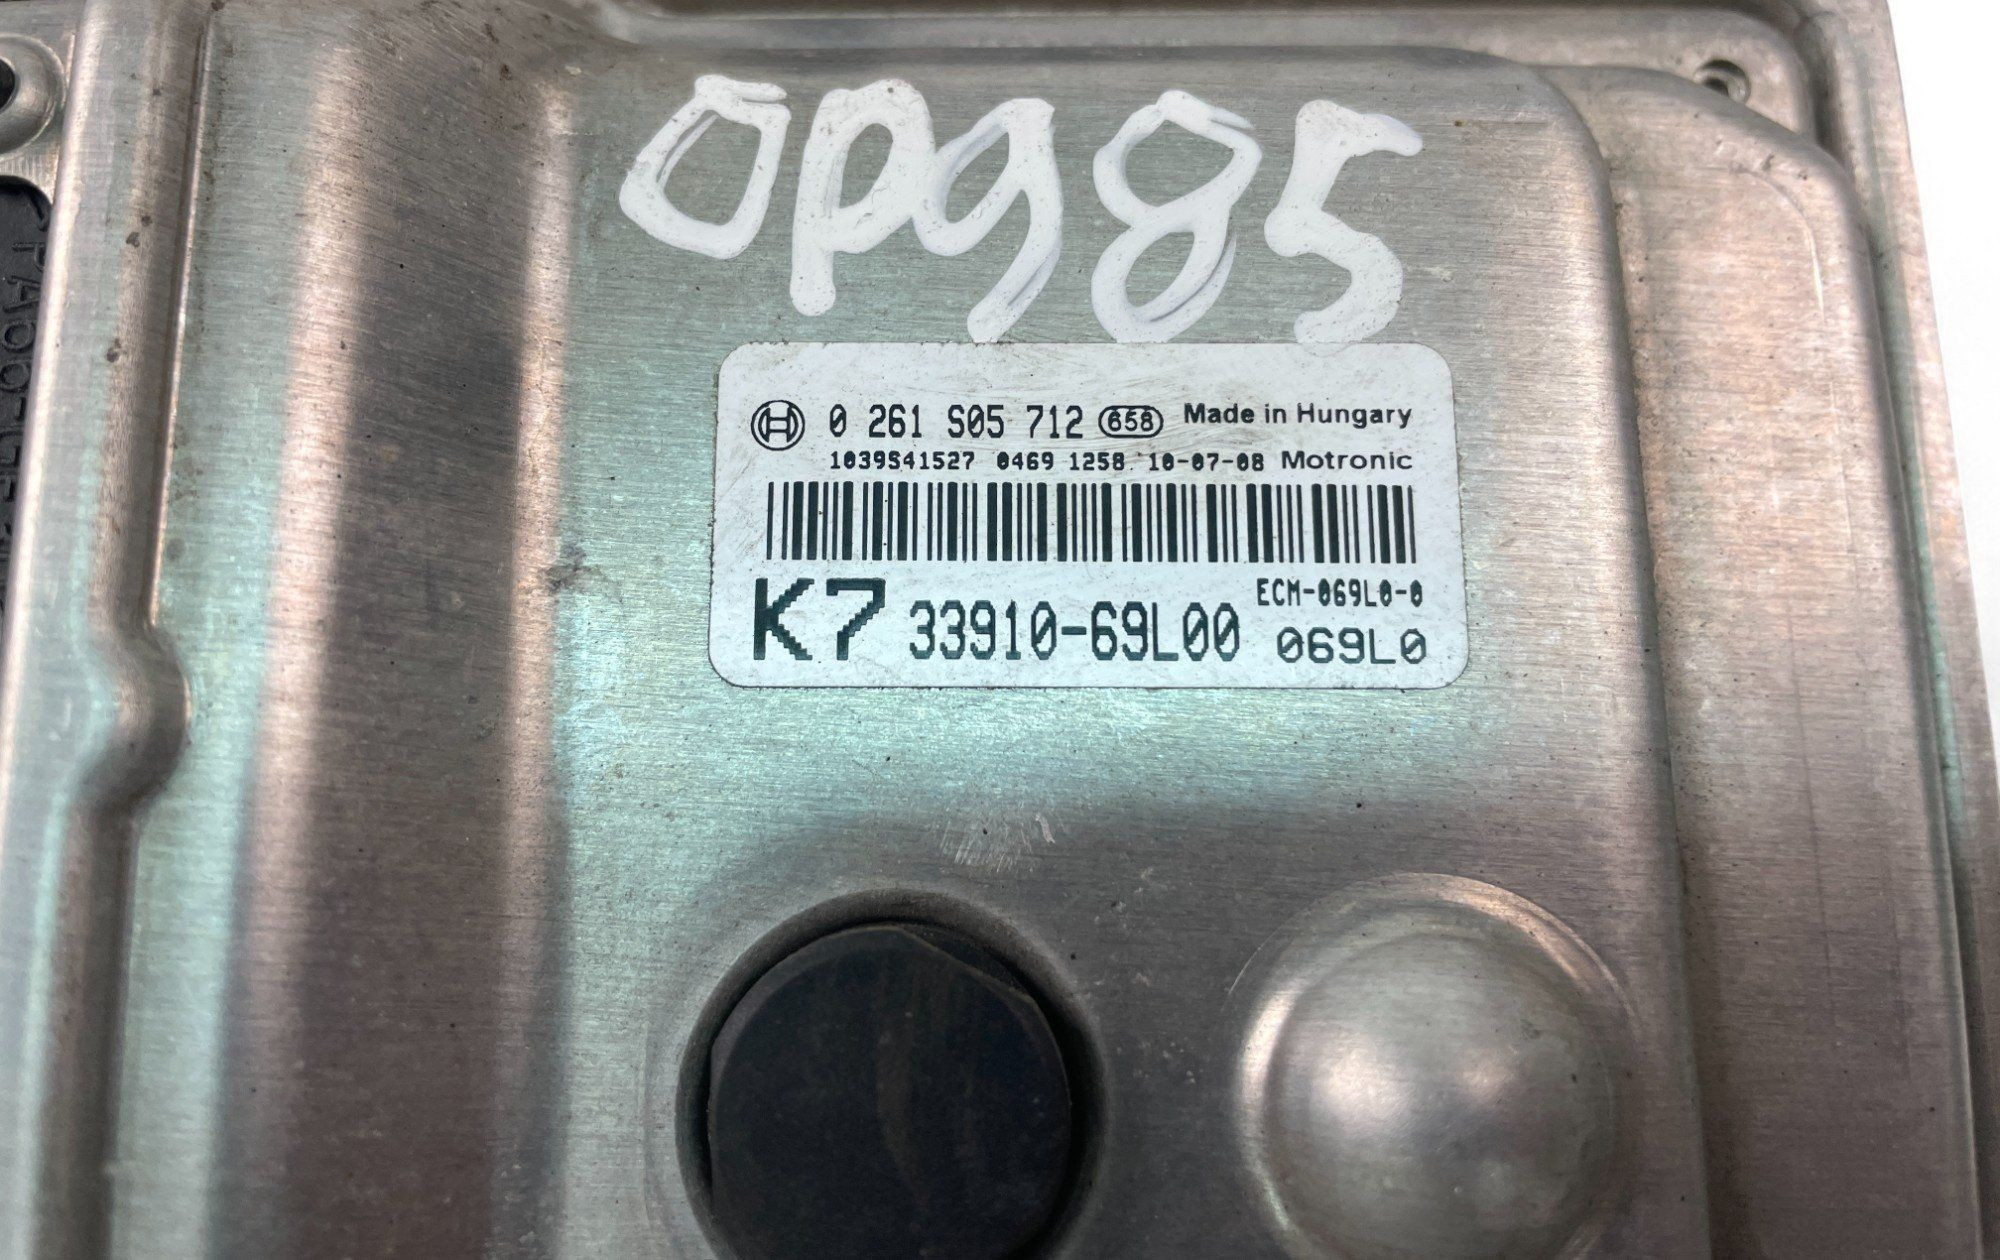 OP985
0 261 S05 712 658 Made in Hungary
1039S41527 0469 1258 10-07-08 Motronic
ECM-069L0-0
K7 33910-69L00 069L0